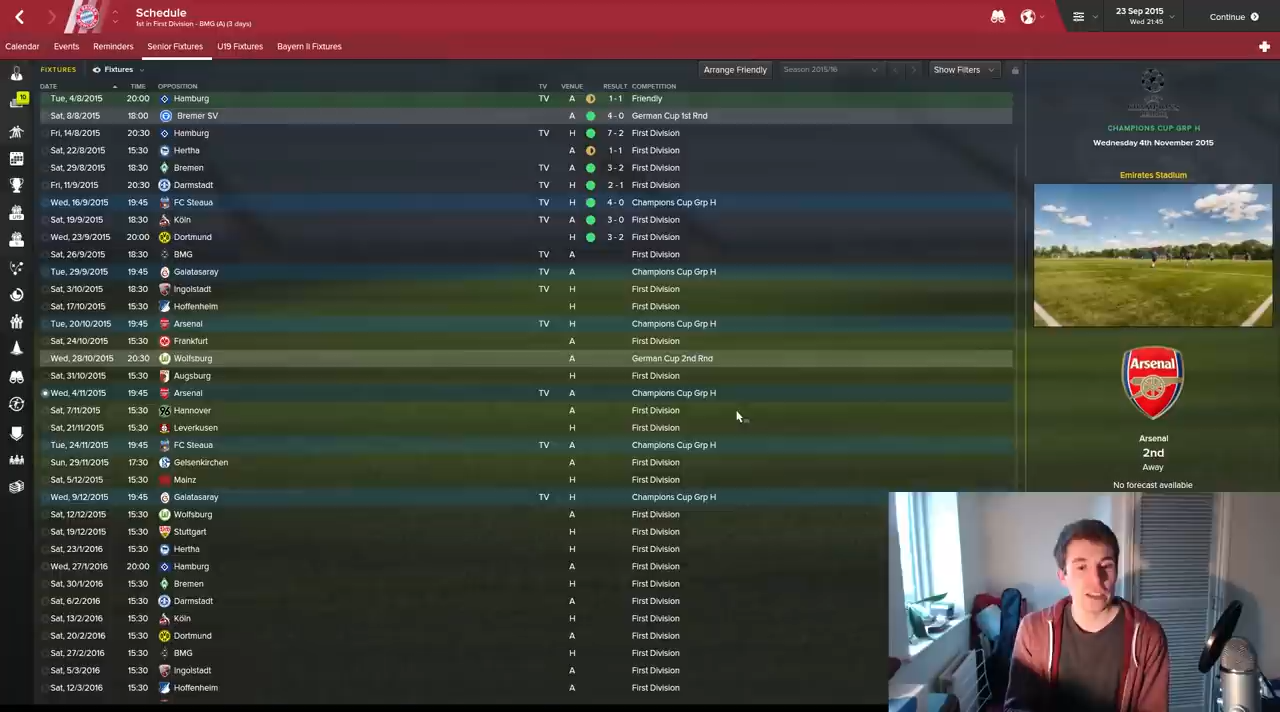 Schedule
1st in First Division - BMG (A) (3 days)
23 Sep 2015
Wed 21:45
Continue
Calendar Events Reminders Senior Fixtures U19 Fixtures Bayern II Fixtures
FIXTURES Fixtures Arrange Friendly Season 2015/16 Show Filters
10
DATE TIME OPPOSITION TV VENUE RESULT COMPETITION
Tue, 4/8/2015 20:00 Hamburg TV A 1-1 Friendly
Sat, 8/8/2015 18:00 Bremer SV A 4-0 German Cup 1st Rnd
Fri, 14/8/2015 20:30 Hamburg TV H 7-2 First Division
Sat, 22/8/2015 15:30 Hertha A 1-1 First Division
Sat, 29/8/2015 18:30 Bremen TV A 3-2 First Division
Fri, 11/9/2015 20:30 Darmstadt TV H 2-1 First Division
Wed, 16/9/2015 19:45 FC Steaua TV H 4-0 Champions Cup Grp H
Sat, 19/9/2015 18:30 Köln TV A 3-0 First Division
Wed, 23/9/2015 20:00 Dortmund H 3-2 First Division
Sat, 26/9/2015 18:30 BMG TV A First Division
Tue, 29/9/2015 19:45 Galatasaray TV A Champions Cup Grp H
Sat, 3/10/2015 18:30 Ingolstadt TV H First Division
Sat, 17/10/2015 15:30 Hoffenheim H First Division
Tue, 20/10/2015 19:45 Arsenal TV H Champions Cup Grp H
Sat, 24/10/2015 15:30 Frankfurt A First Division
Wed, 28/10/2015 20:30 Wolfsburg A German Cup 2nd Rnd
Sat, 31/10/2015 15:30 Augsburg H First Division
Wed, 4/11/2015 19:45 Arsenal TV A Champions Cup Grp H
Sat, 7/11/2015 15:30 Hannover A First Division
Sat, 21/11/2015 15:30 Leverkusen H First Division
Tue, 24/11/2015 19:45 FC Steaua TV A Champions Cup Grp H
Sun, 29/11/2015 17:30 Gelsenkirchen A First Division
Sat, 5/12/2015 15:30 Mainz H First Division
Wed, 9/12/2015 19:45 Galatasaray TV H Champions Cup Grp H
Sat, 12/12/2015 15:30 Wolfsburg A First Division
Sat, 19/12/2015 15:30 Stuttgart H First Division
Sat, 23/1/2016 15:30 Hertha H First Division
Wed, 27/1/2016 20:00 Hamburg A First Division
Sat, 30/1/2016 15:30 Bremen H First Division
Sat, 6/2/2016 15:30 Darmstadt A First Division
Sat, 13/2/2016 15:30 Köln H First Division
Sat, 20/2/2016 15:30 Dortmund A First Division
Sat, 27/2/2016 15:30 BMG H First Division
Sat, 5/3/2016 15:30 Ingolstadt A First Division
Sat, 12/3/2016 15:30 Hoffenheim A First Division
CHAMPIONS CUP GRP H
Wednesday 4th November 2015
Emirates Stadium
Arsenal
Arsenal
2nd
Away
No forecast available